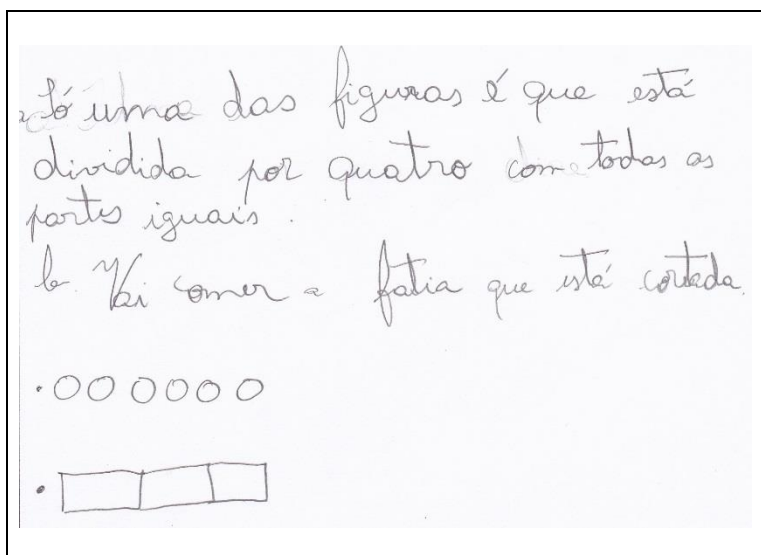 a Só uma das figuras é que está
dividida por quatro com todas as
partes iguais.
b. Vai comer a fatia que está cortada.